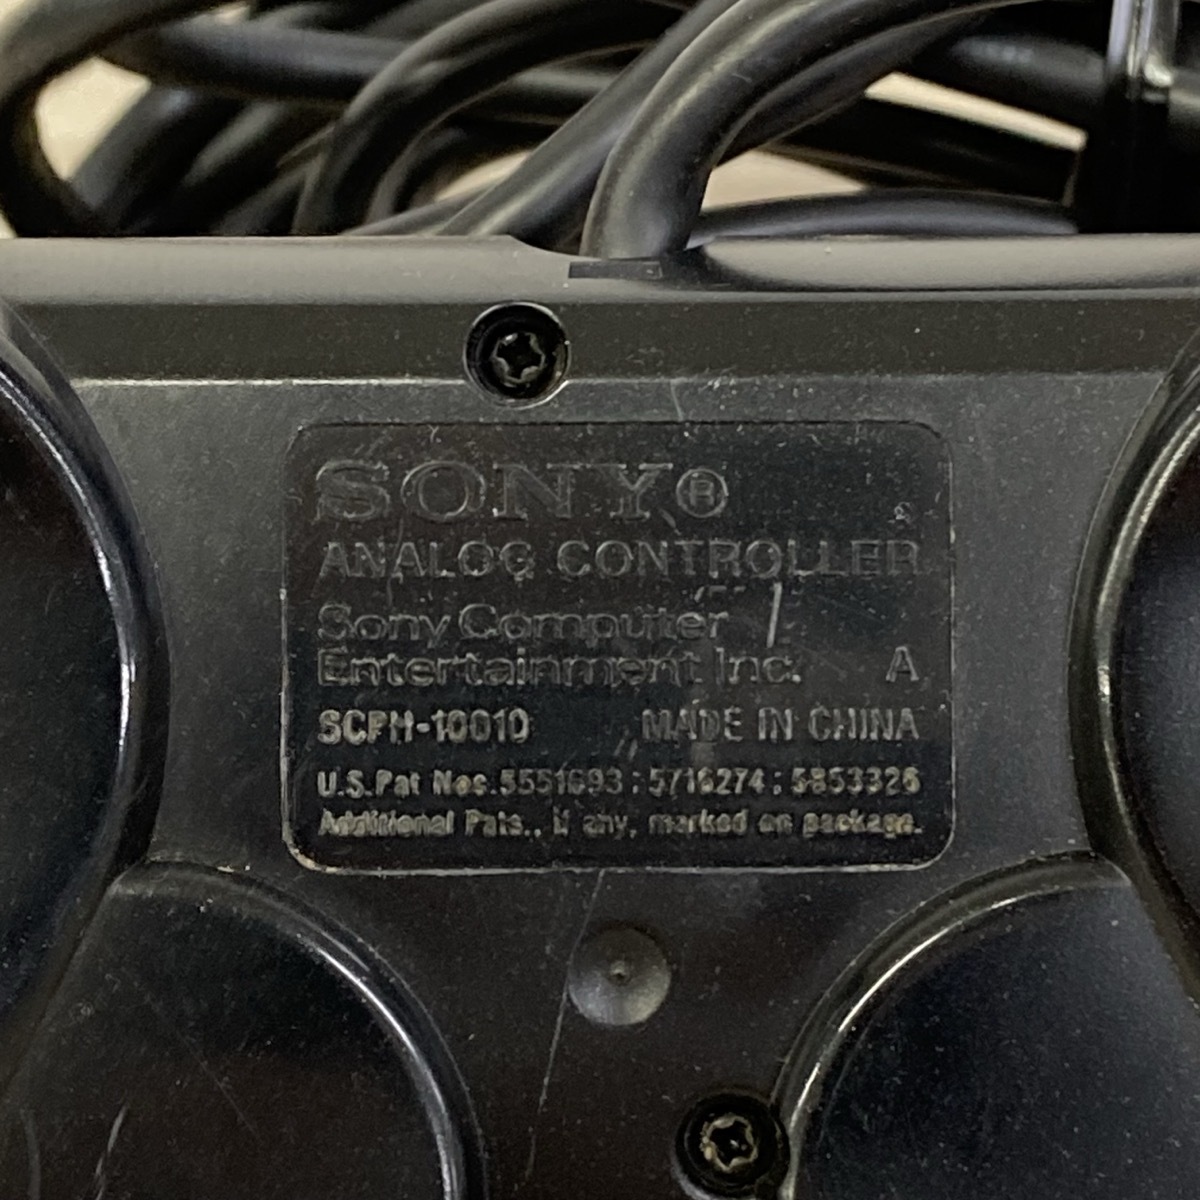 SONY®
ANALOG CONTROLLER
Sony Computer
Entertainment Inc. A
SCPH-10010 MADE IN CHINA
U.S.Pat Nos.5551693;5716274;5853326
Additional Pats., if any, marked on package.